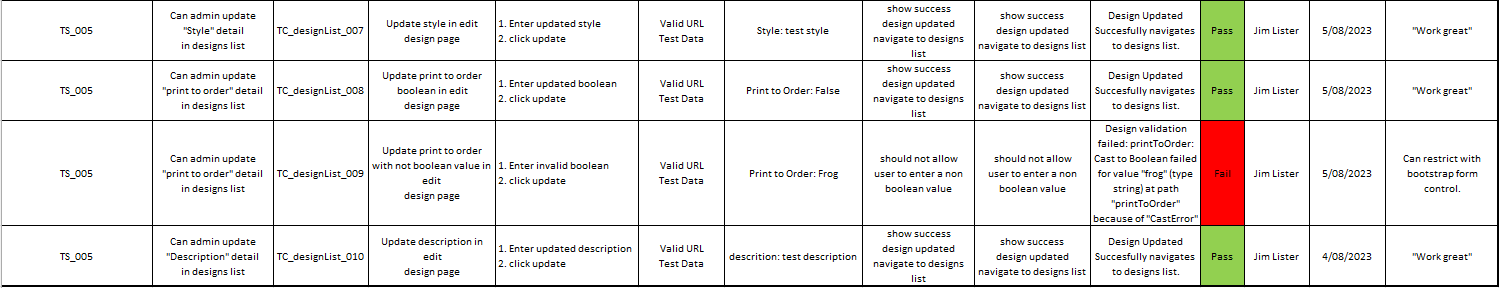 TS_005
Can admin update
"Style" detail
in designs list
TC_designList_007
Update style in edit
design page
1. Enter updated style
2. click update
Valid URL
Test Data
Style: test style
show success
design updated
navigate to designs
list
show success
design updated
navigate to designs list
Design Updated
Succesfully navigates
to designs list.
Pass
Jim Lister
5/08/2023
"Work great"
TS_005
Can admin update
"print to order" detail
in designs list
TC_designList_008
Update print to order
boolean in edit
design page
1. Enter updated boolean
2. click update
Valid URL
Test Data
Print to Order: False
show success
design updated
navigate to designs
list
show success
design updated
navigate to designs list
Design Updated
Succesfully navigates
to designs list.
Pass
Jim Lister
5/08/2023
"Work great"
TS_005
Can admin update
"print to order" detail
in designs list
TC_designList_009
Update print to order
with not boolean value in
edit
design page
1. Enter invalid boolean
2. click update
Valid URL
Test Data
Print to Order: Frog
should not allow
user to enter a non
boolean value
should not allow
user to enter a non
boolean value
Design validation
failed: printToOrder:
Cast to Boolean failed
for value "frog" (type
string) at path
"printToOrder"
because of "CastError"
Fail
Jim Lister
5/08/2023
Can restrict with
bootstrap form
control.
TS_005
Can admin update
"Description" detail
in designs list
TC_designList_010
Update description in
edit
design page
1. Enter updated description
2. click update
Valid URL
Test Data
descrition: test description
show success
design updated
navigate to designs
list
show success
design updated
navigate to designs list
Design Updated
Succesfully navigates
to designs list.
Pass
Jim Lister
4/08/2023
"Work great"